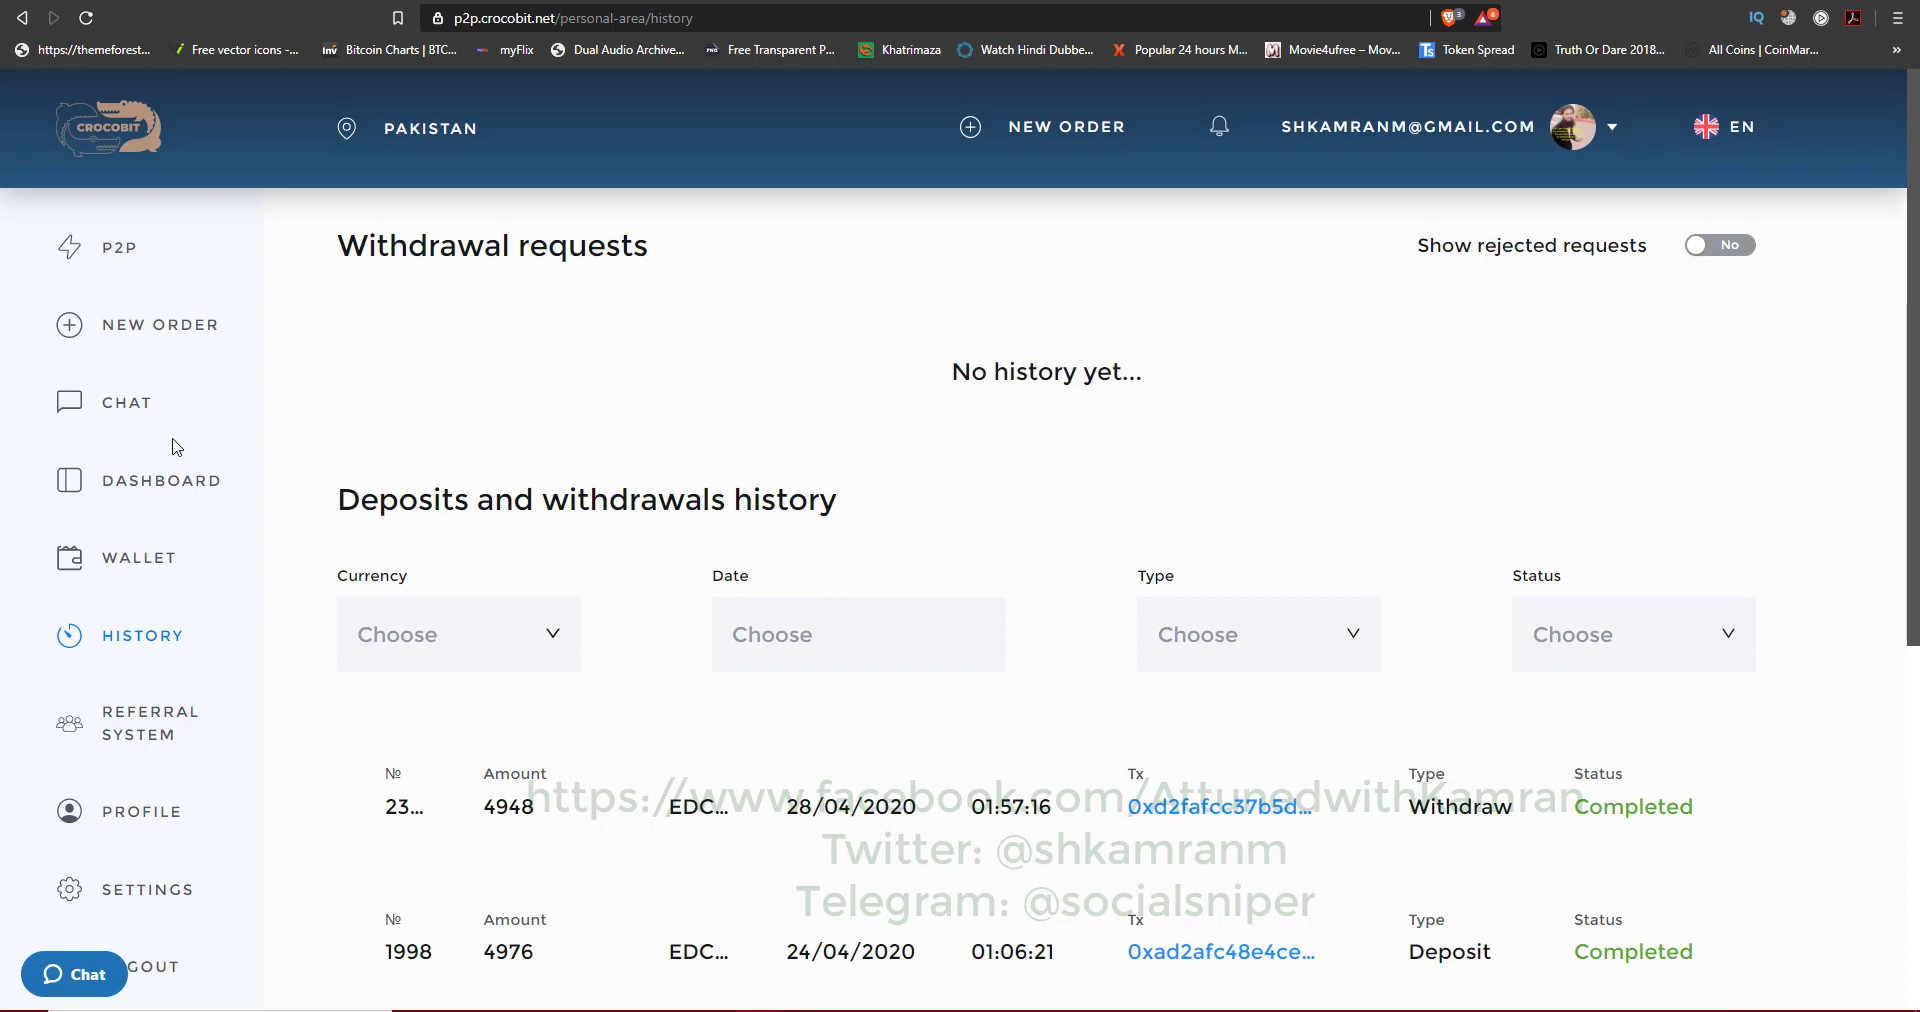 p2p.crocobit.net/personal-area/history
3
8
IQ
https://themeforest...
Free vector icons -...
Inv Bitcoin Charts | BTC...
myFlix
Dual Audio Archive...
PNG Free Transparent P...
Khatrimaza
Watch Hindi Dubbe...
X Popular 24 hours M...
M Movie4ufree – Mov...
Ts Token Spread
Truth Or Dare 2018...
All Coins | CoinMar...
»
CROCOBIT
PAKISTAN
NEW ORDER
SHKAMRANM@GMAIL.COM
EN
P2P
NEW ORDER
CHAT
DASHBOARD
WALLET
HISTORY
REFERRAL
SYSTEM
PROFILE
SETTINGS
GOUT
Chat
Withdrawal requests
Show rejected requests
No
No history yet...
Deposits and withdrawals history
Currency Date Type Status
Choose Choose Choose Choose
№ Amount Tx Type Status
23... 4948 EDC... 28/04/2020 01:57:16 0xd2fafcc37b5d... Withdraw Completed
https://www.facebook.com/AttunedwithKamran
Twitter: @shkamranm
Telegram: @socialsniper
№ Amount Tx Type Status
1998 4976 EDC... 24/04/2020 01:06:21 0xad2afc48e4ce... Deposit Completed